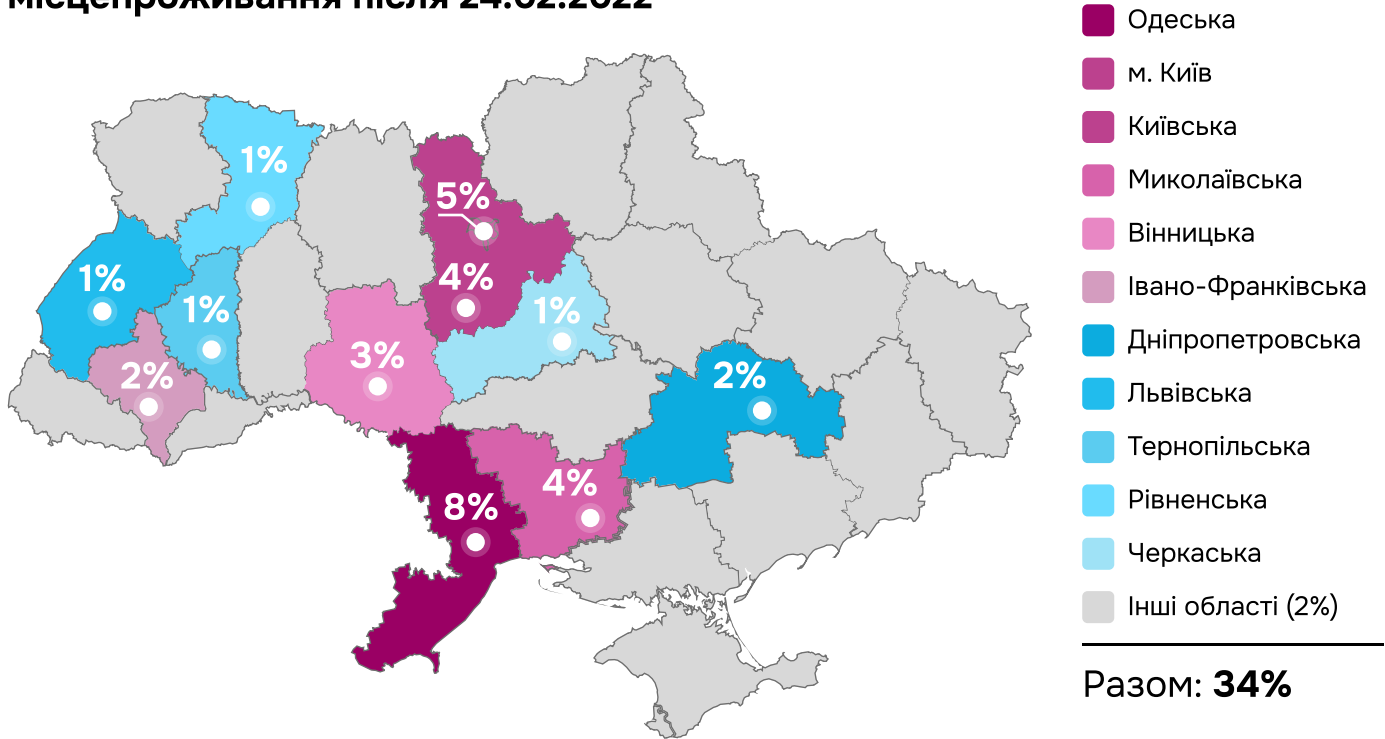 місцепроживання після 24.02.2022
Одеська
м. Київ
Київська
Миколаївська
Вінницька
Івано-Франківська
Дніпропетровська
Львівська
Тернопільська
Рівненська
Черкаська
Інші області (2%)
Разом: 34%
1%
5%
1%
4%
1%
1%
3%
2%
2%
4%
8%